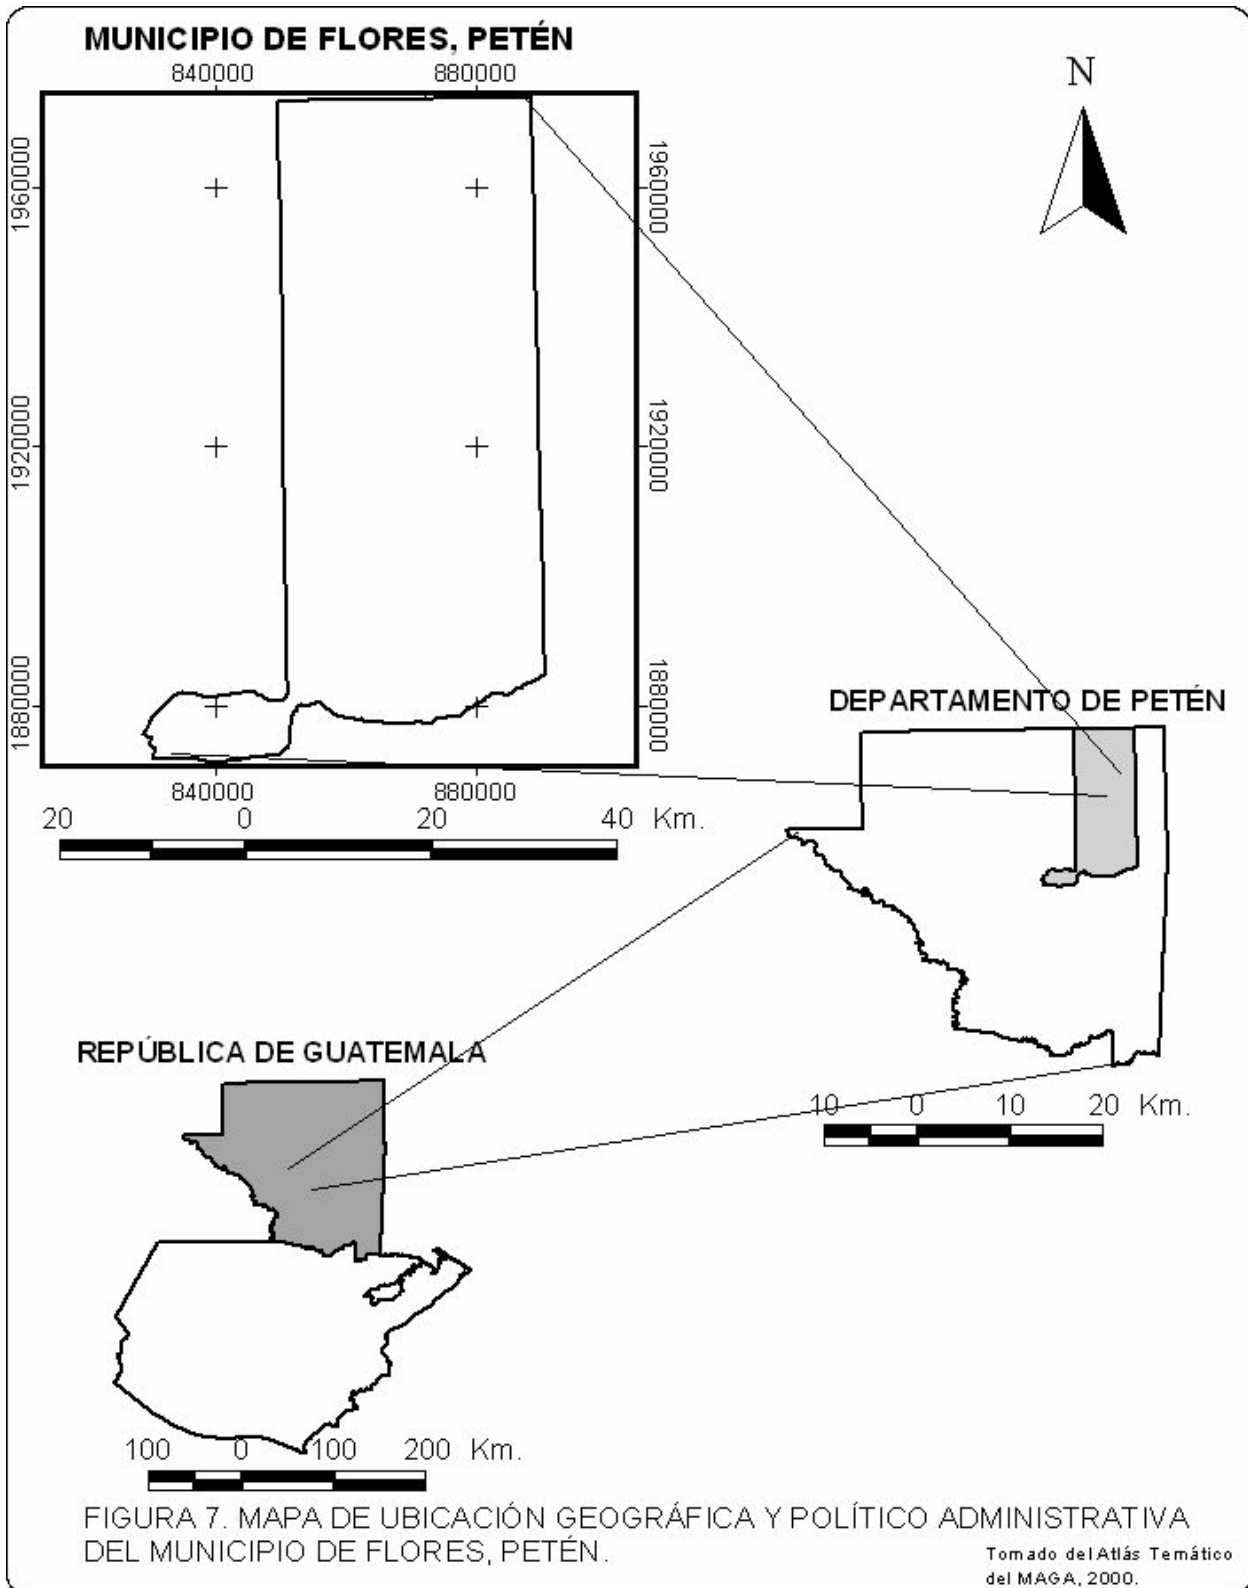 MUNICIPIO DE FLORES, PETÉN
840000 880000
N
1960000 1960000
1920000 1920000
1880000 1880000
840000 880000
20 0 20 40 Km.
DEPARTAMENTO DE PETÉN
10 0 10 20 Km.
REPÚBLICA DE GUATEMALA
100 0 100 200 Km.
FIGURA 7. MAPA DE UBICACIÓN GEOGRÁFICA Y POLÍTICO ADMINISTRATIVA
DEL MUNICIPIO DE FLORES, PETÉN.
Tomado del Atlás Temático
del MAGA, 2000.